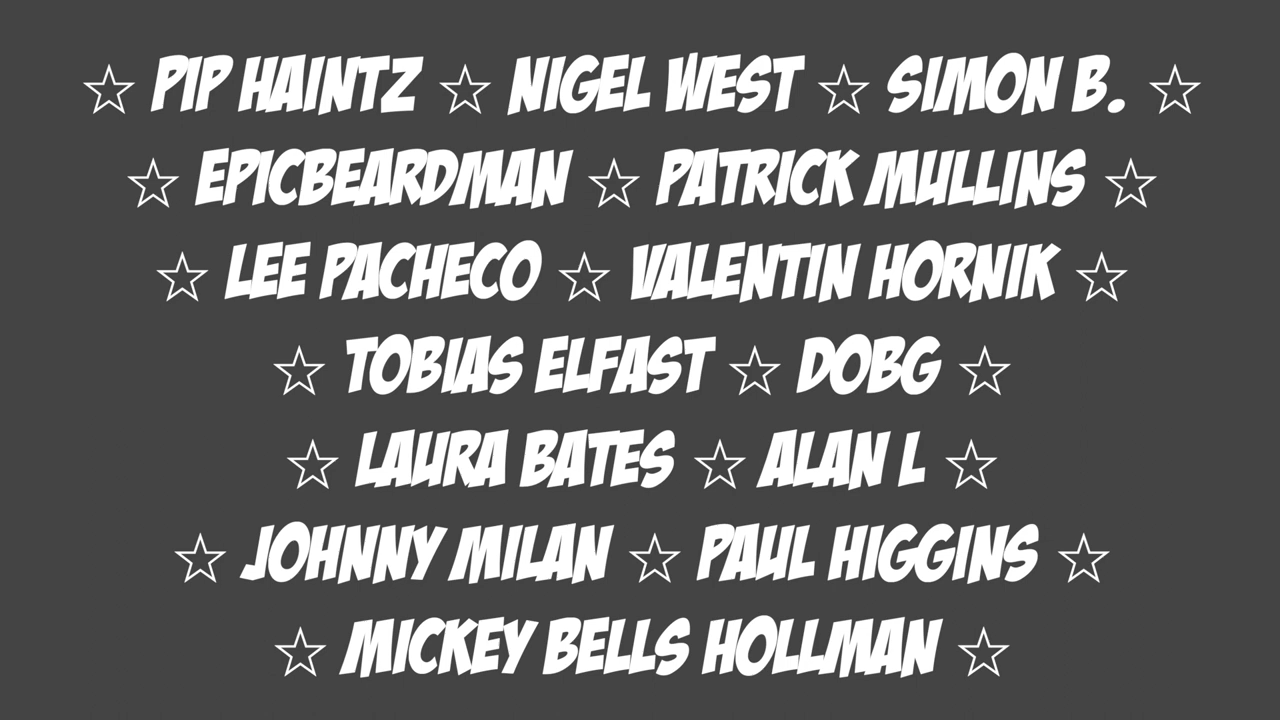 ☆ PIP HAINTZ ☆ NIGEL WEST ☆ SIMON B. ☆
☆ EPICBEARDMAN ☆ PATRICK MULLINS ☆
☆ LEE PACHECO ☆ VALENTIN HORNIK ☆
☆ TOBIAS ELFAST ☆ DOBG ☆
☆ LAURA BATES ☆ ALAN L ☆
☆ JOHNNY MILAN ☆ PAUL HIGGINS ☆
☆ MICKEY BELLS HOLLMAN ☆